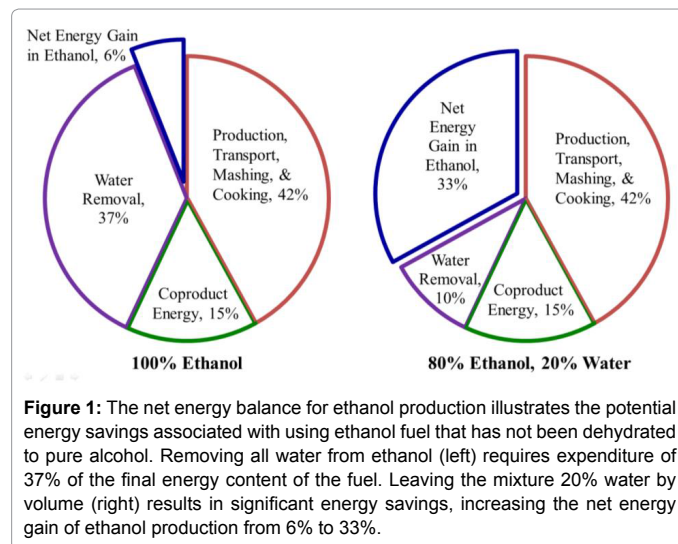 Net Energy Gain
in Ethanol, 6%
Water
Removal,
37%
Production,
Transport,
Mashing, &
Cooking, 42%
Coproduct
Energy, 15%
100% Ethanol
Net
Energy
Gain in
Ethanol,
33%
Production,
Transport,
Mashing, &
Cooking, 42%
Water
Removal,
10%
Coproduct
Energy, 15%
80% Ethanol, 20% Water
Figure 1: The net energy balance for ethanol production illustrates the potential
energy savings associated with using ethanol fuel that has not been dehydrated
to pure alcohol. Removing all water from ethanol (left) requires expenditure of
37% of the final energy content of the fuel. Leaving the mixture 20% water by
volume (right) results in significant energy savings, increasing the net energy
gain of ethanol production from 6% to 33%.